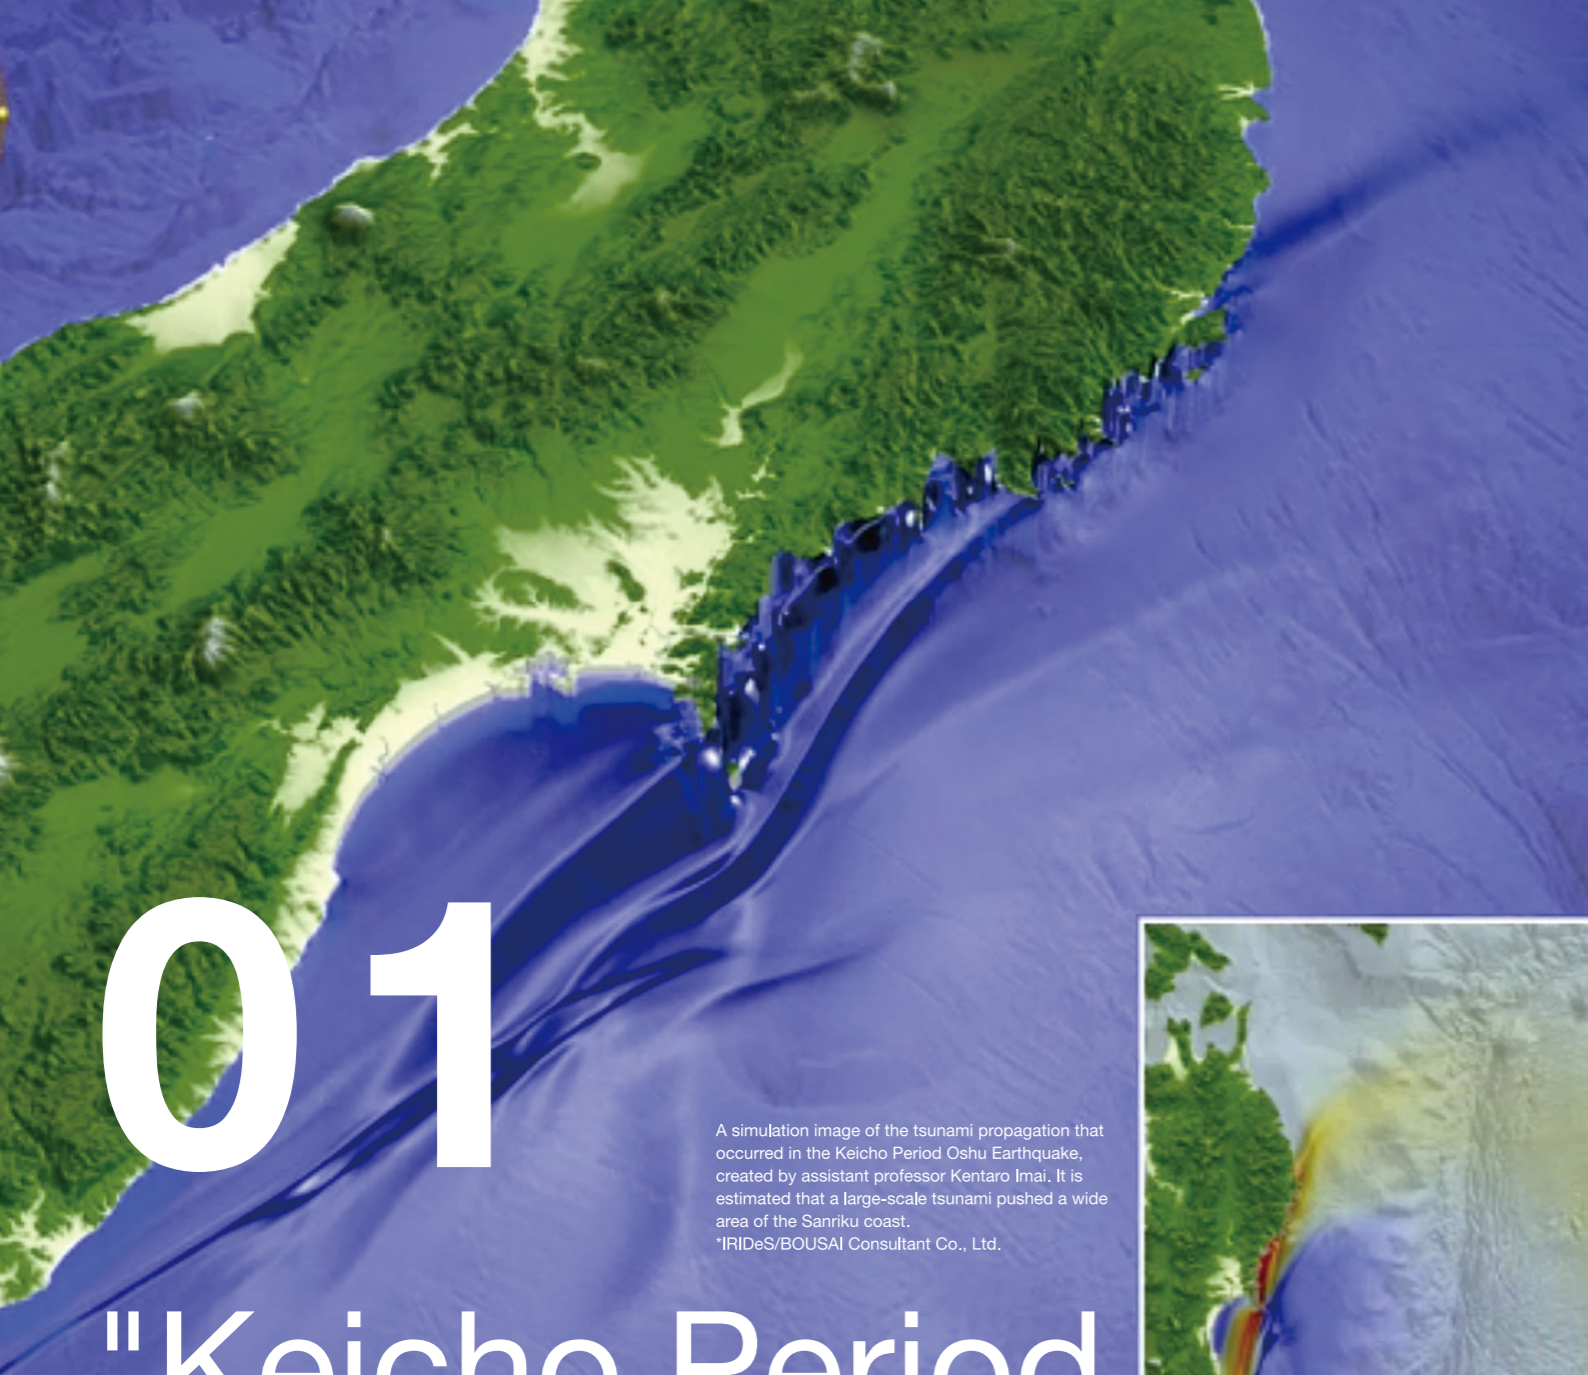 01
A simulation image of the tsunami propagation that
occurred in the Keicho Period Oshu Earthquake,
created by assistant professor Kentaro Imai. It is
estimated that a large-scale tsunami pushed a wide
area of the Sanriku coast.
*IRIDeS/BOUSAI Consultant Co., Ltd.
"Keicho Period